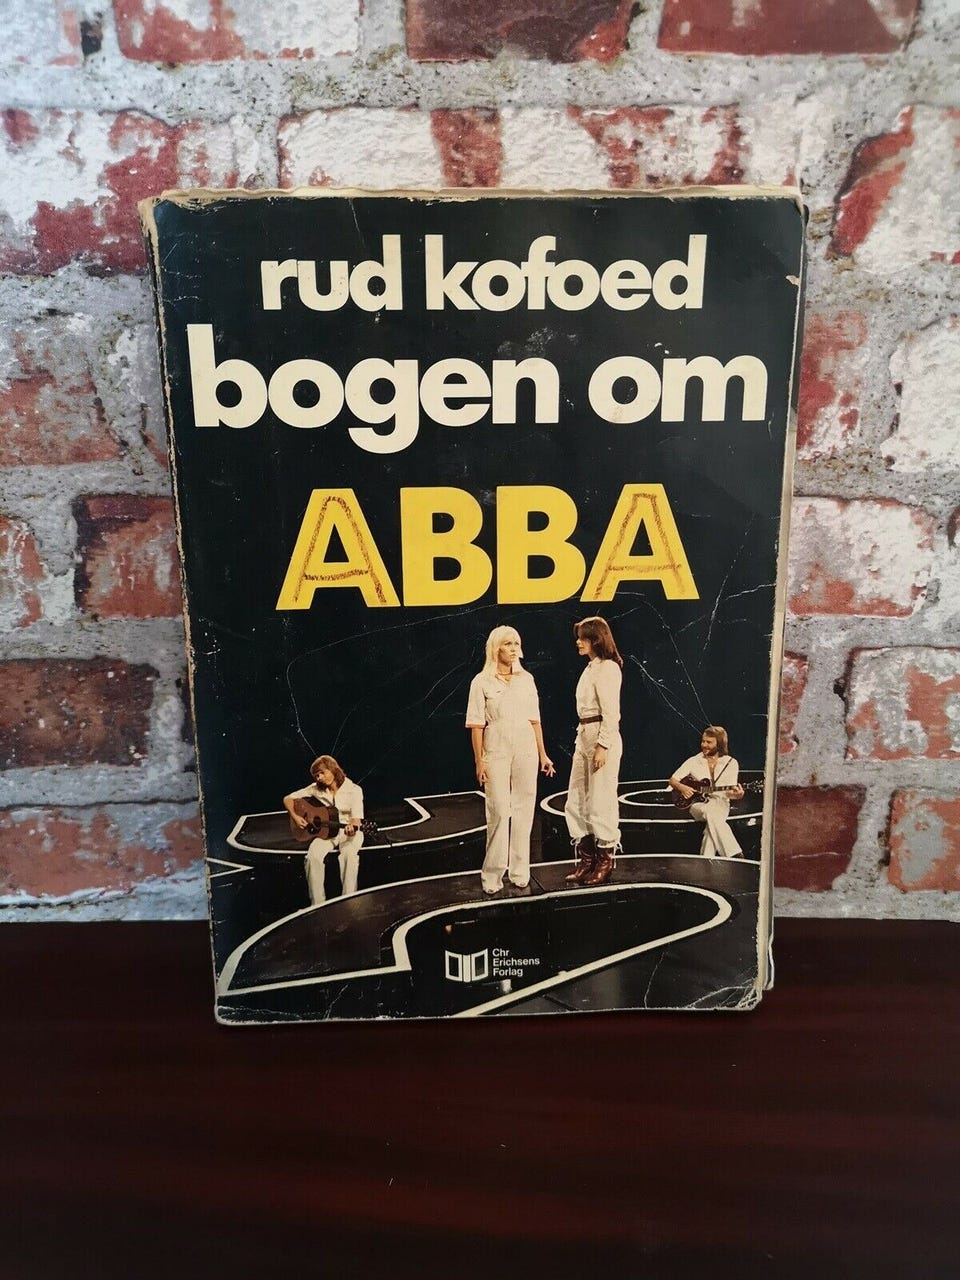 rud kofoed
bogen om
ABBA
Chr
Erichsens
Forlag